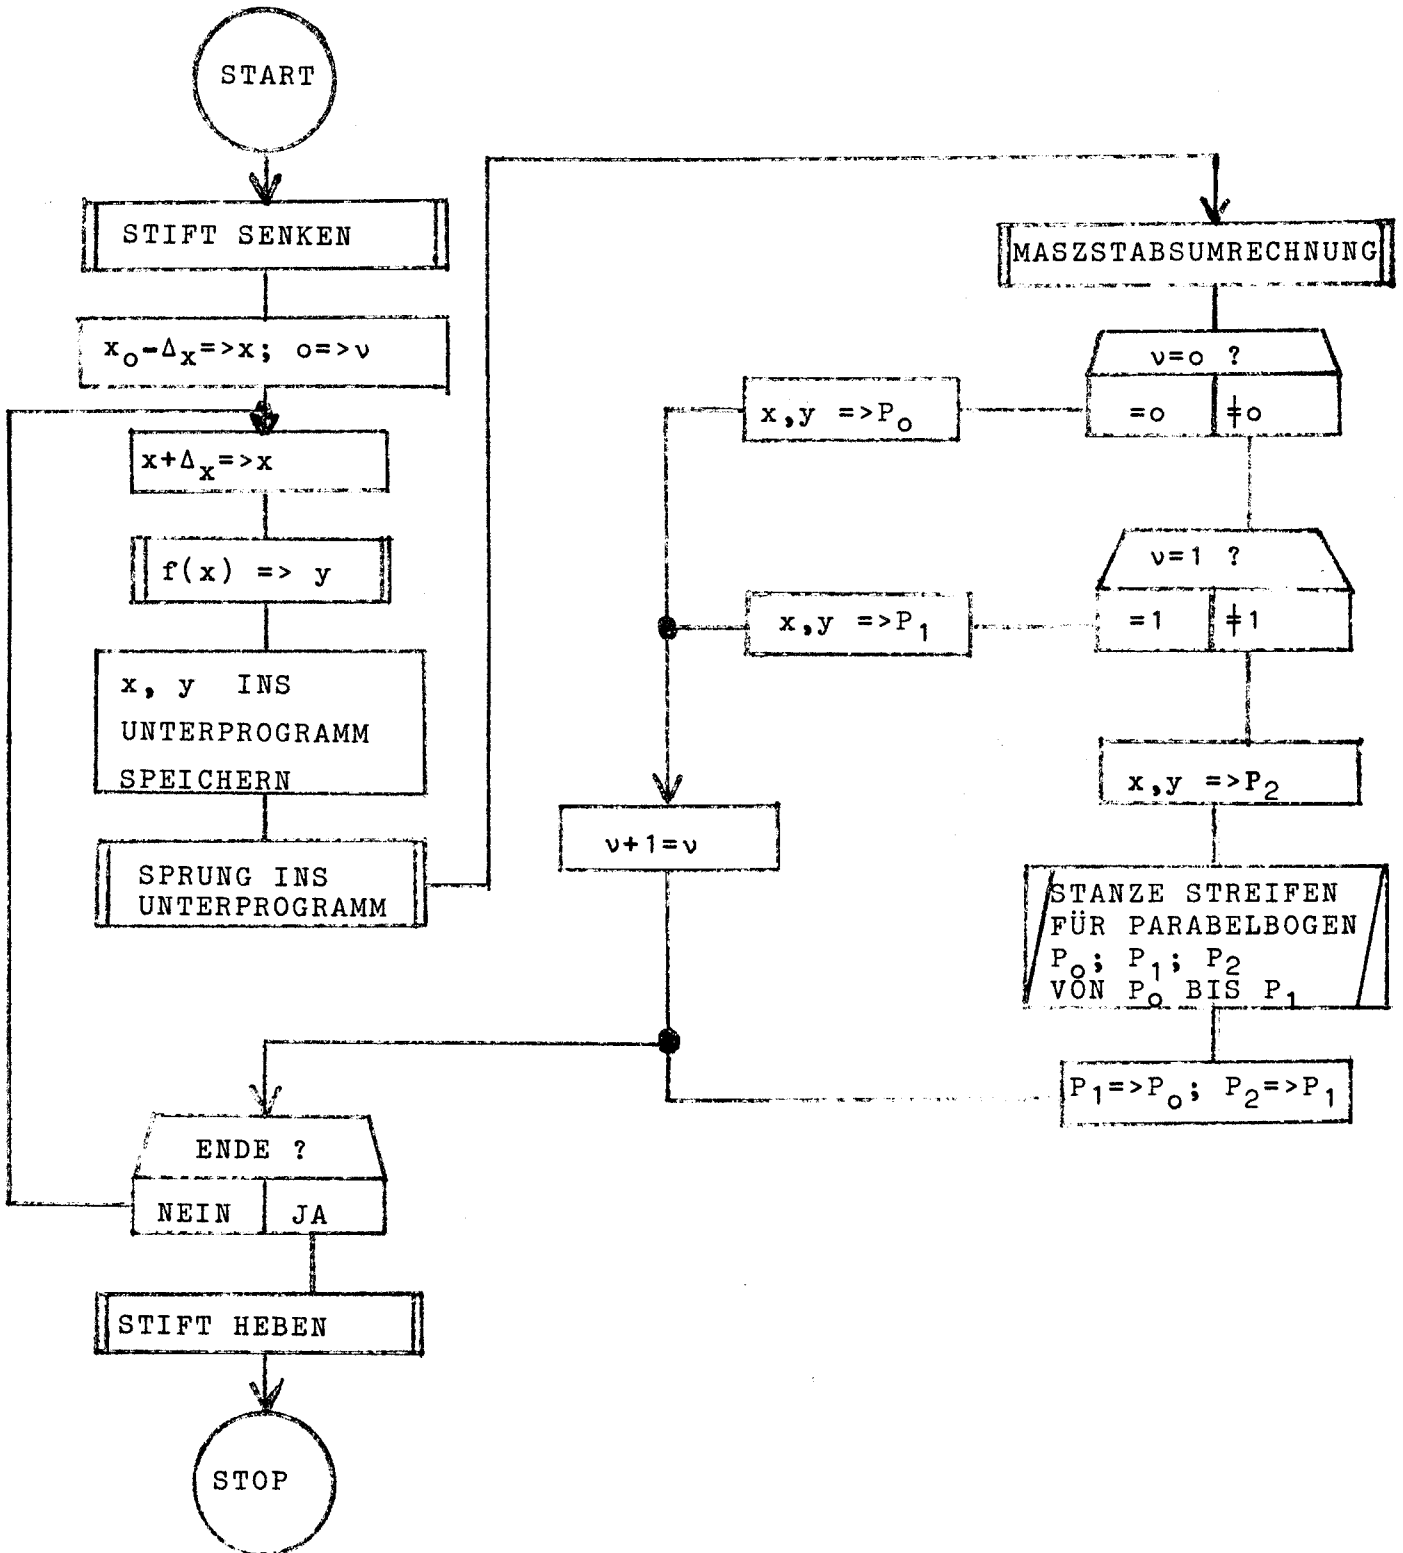 START
STIFT SENKEN
xₒ-Δₓ=>x; o=>ν
x+Δₓ=>x
f(x) => y
x, y INS
UNTERPROGRAMM
SPEICHERN
SPRUNG INS
UNTERPROGRAMM
MASZSTABSUMRECHNUNG
ν=o ?
=o ≠o
x,y =>Pₒ
ν=1 ?
=1 ≠1
x,y =>P₁
x,y =>P₂
ν+1=ν
STANZE STREIFEN
FÜR PARABELBOGEN
Pₒ; P₁; P₂
VON Pₒ BIS P₁
P₁=>Pₒ; P₂=>P₁
ENDE ?
NEIN JA
STIFT HEBEN
STOP